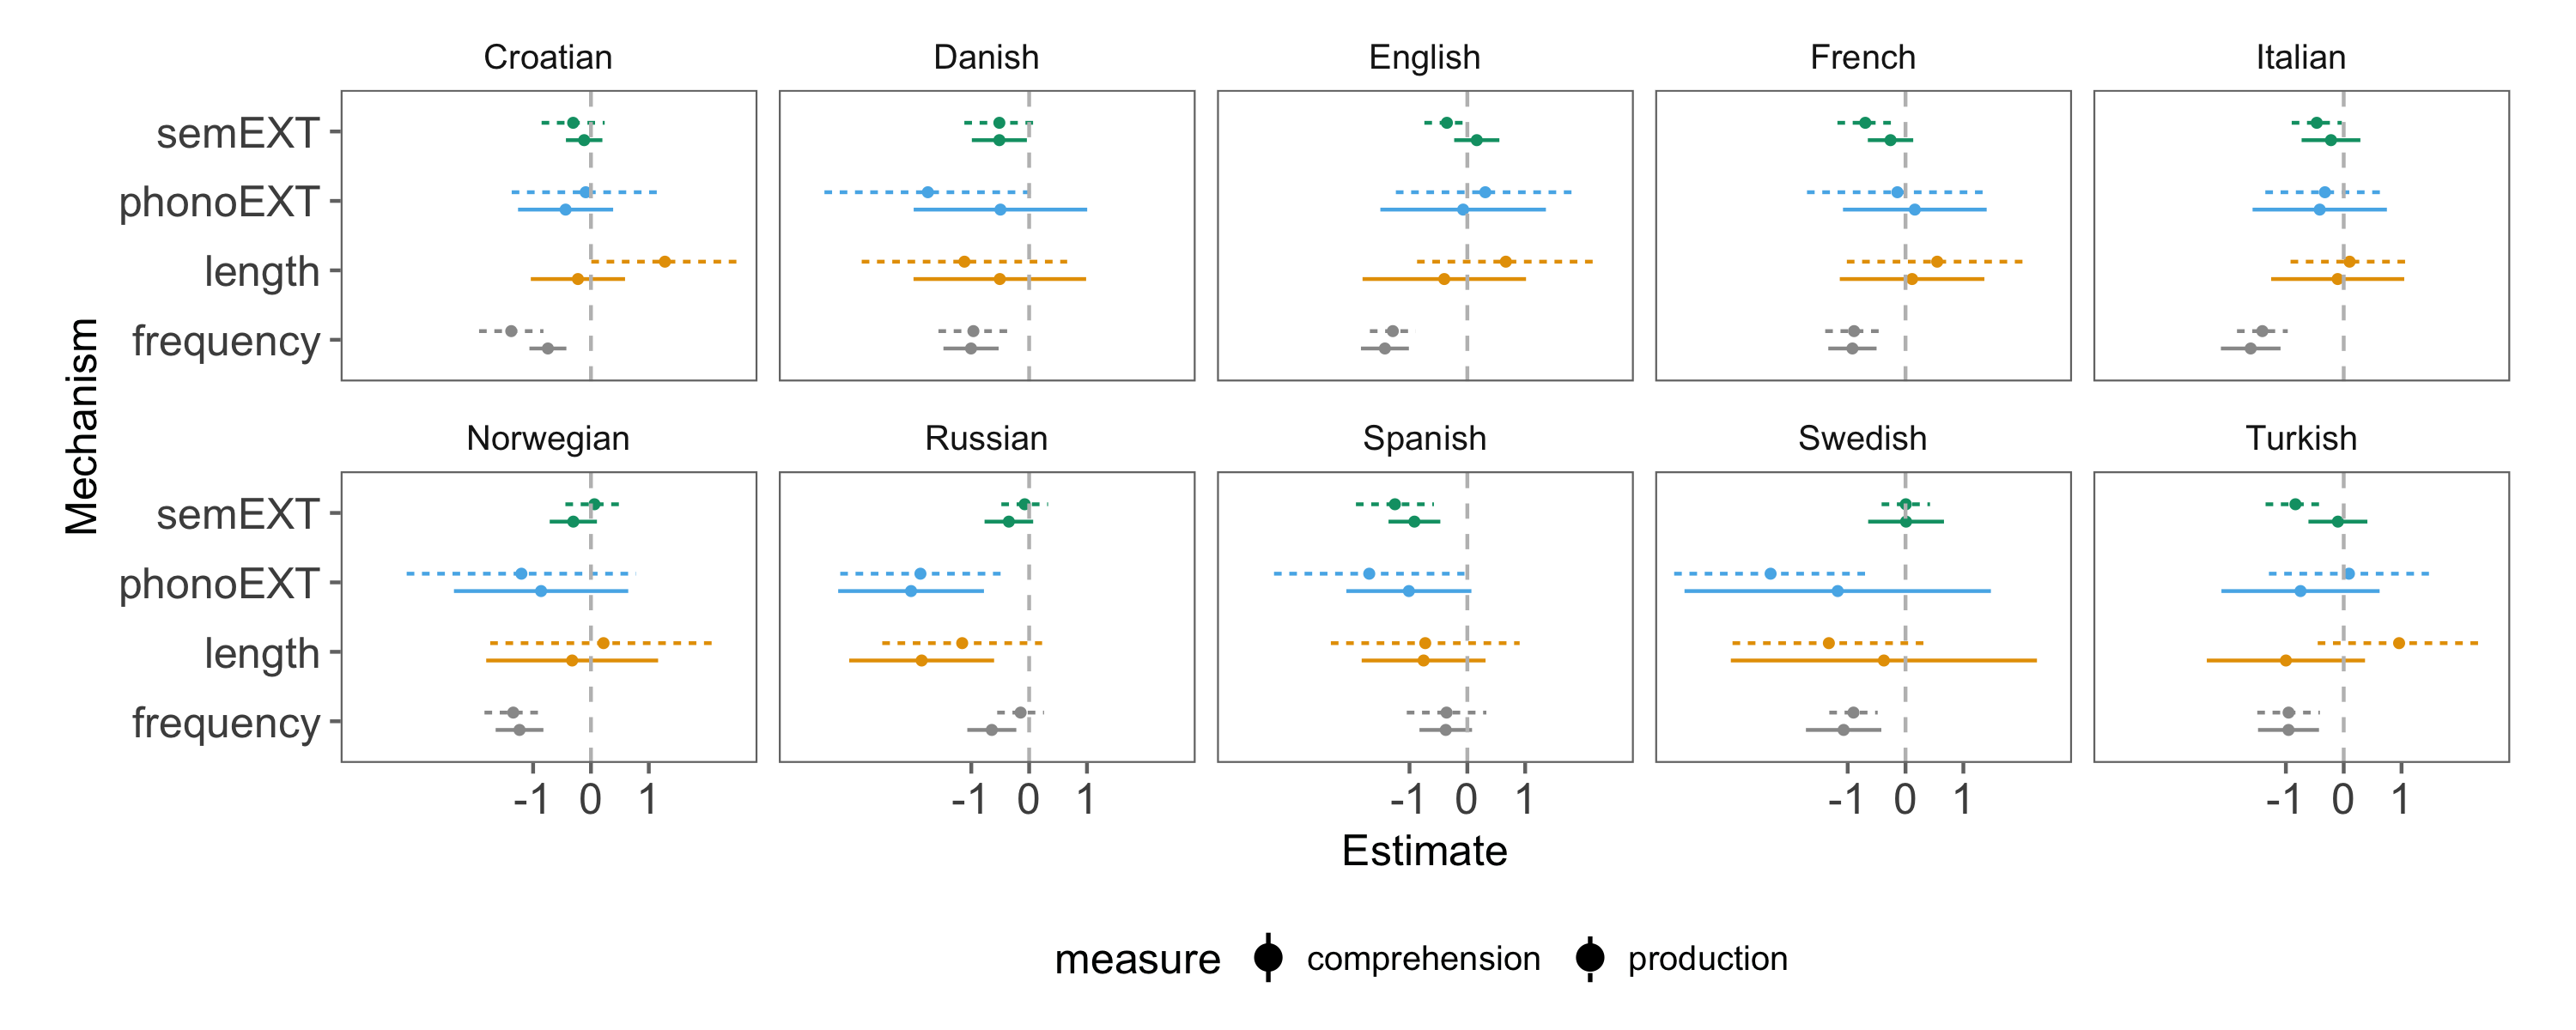 Croatian Danish English French Italian
semEXT
phonoEXT
length
frequency
Mechanism
Norwegian Russian Spanish Swedish Turkish
semEXT
phonoEXT
length
frequency
-1 0 1 -1 0 1 -1 0 1 -1 0 1 -1 0 1
Estimate
measure comprehension production